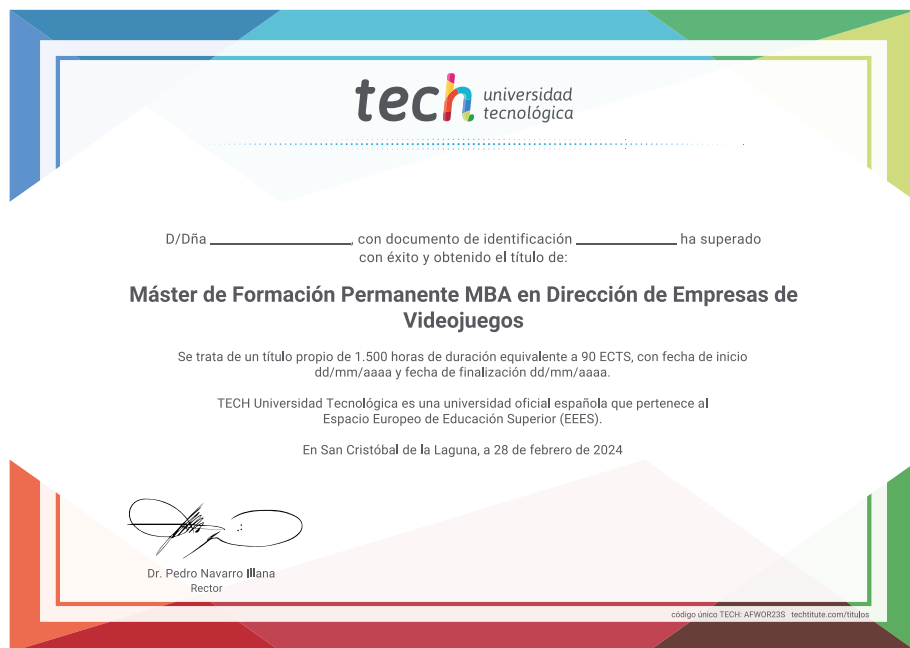 tech universidad
tecnológica
D/Dña ____________________, con documento de identificación ______________ ha superado
con éxito y obtenido el título de:
Máster de Formación Permanente MBA en Dirección de Empresas de
Videojuegos
Se trata de un título propio de 1.500 horas de duración equivalente a 90 ECTS, con fecha de inicio
dd/mm/aaaa y fecha de finalización dd/mm/aaaa.
TECH Universidad Tecnológica es una universidad oficial española que pertenece al
Espacio Europeo de Educación Superior (EEES).
En San Cristóbal de la Laguna, a 28 de febrero de 2024
Dr. Pedro Navarro Illana
Rector
código único TECH: AFWOR23S techtitute.com/titulos